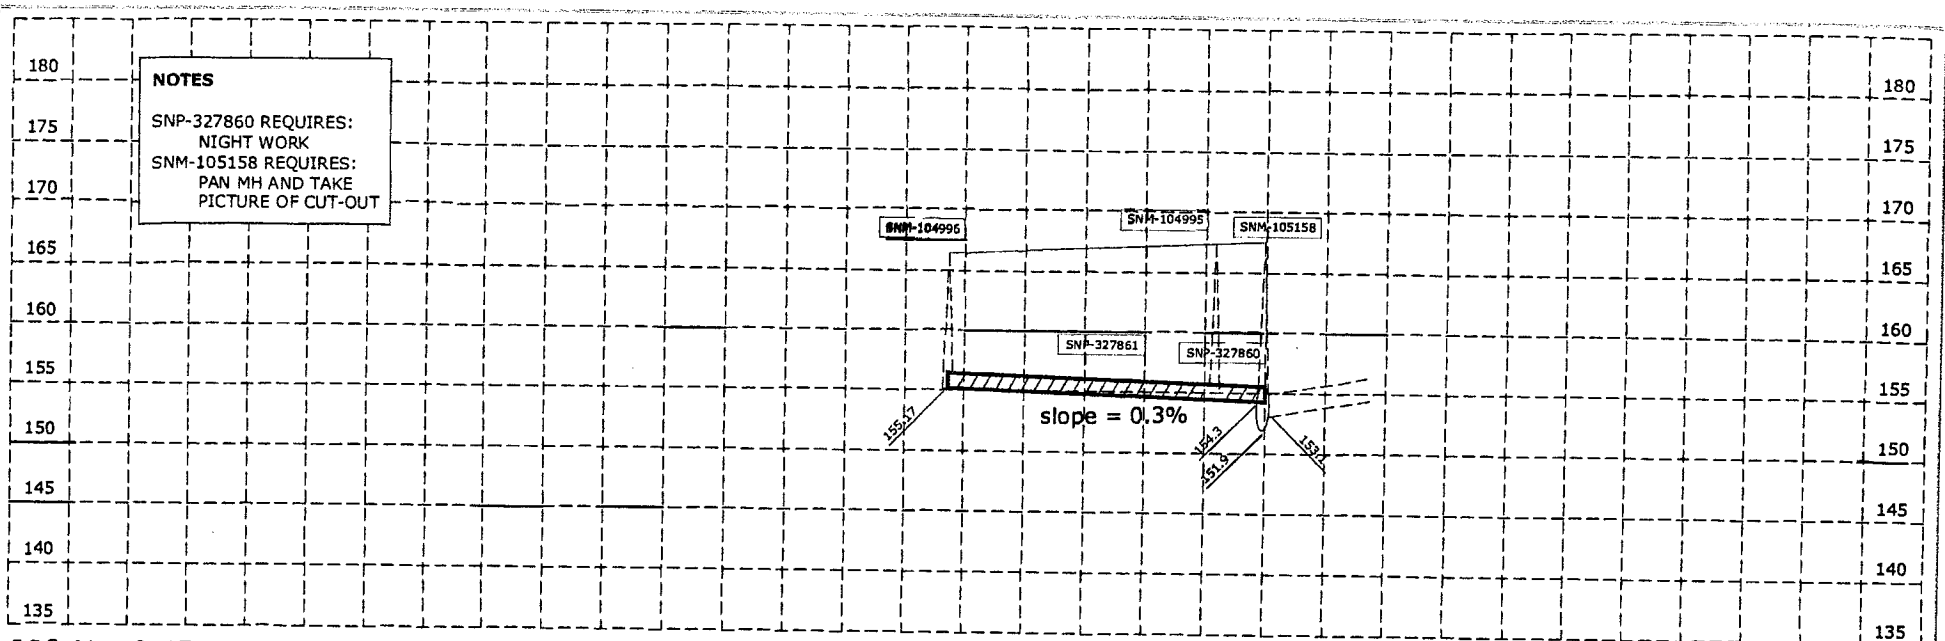 NOTES
SNP-327860 REQUIRES:
NIGHT WORK
SNM-105158 REQUIRES:
PAN MH AND TAKE
PICTURE OF CUT-OUT
180
180
175
175
170
170
SNM-104996
SNM-104995
SNM-105158
165
165
160
160
SNP-327861
SNP-327860
155
155
slope = 0.3%
155.17
154.3
151.9
150
150
145
145
140
140
135
135